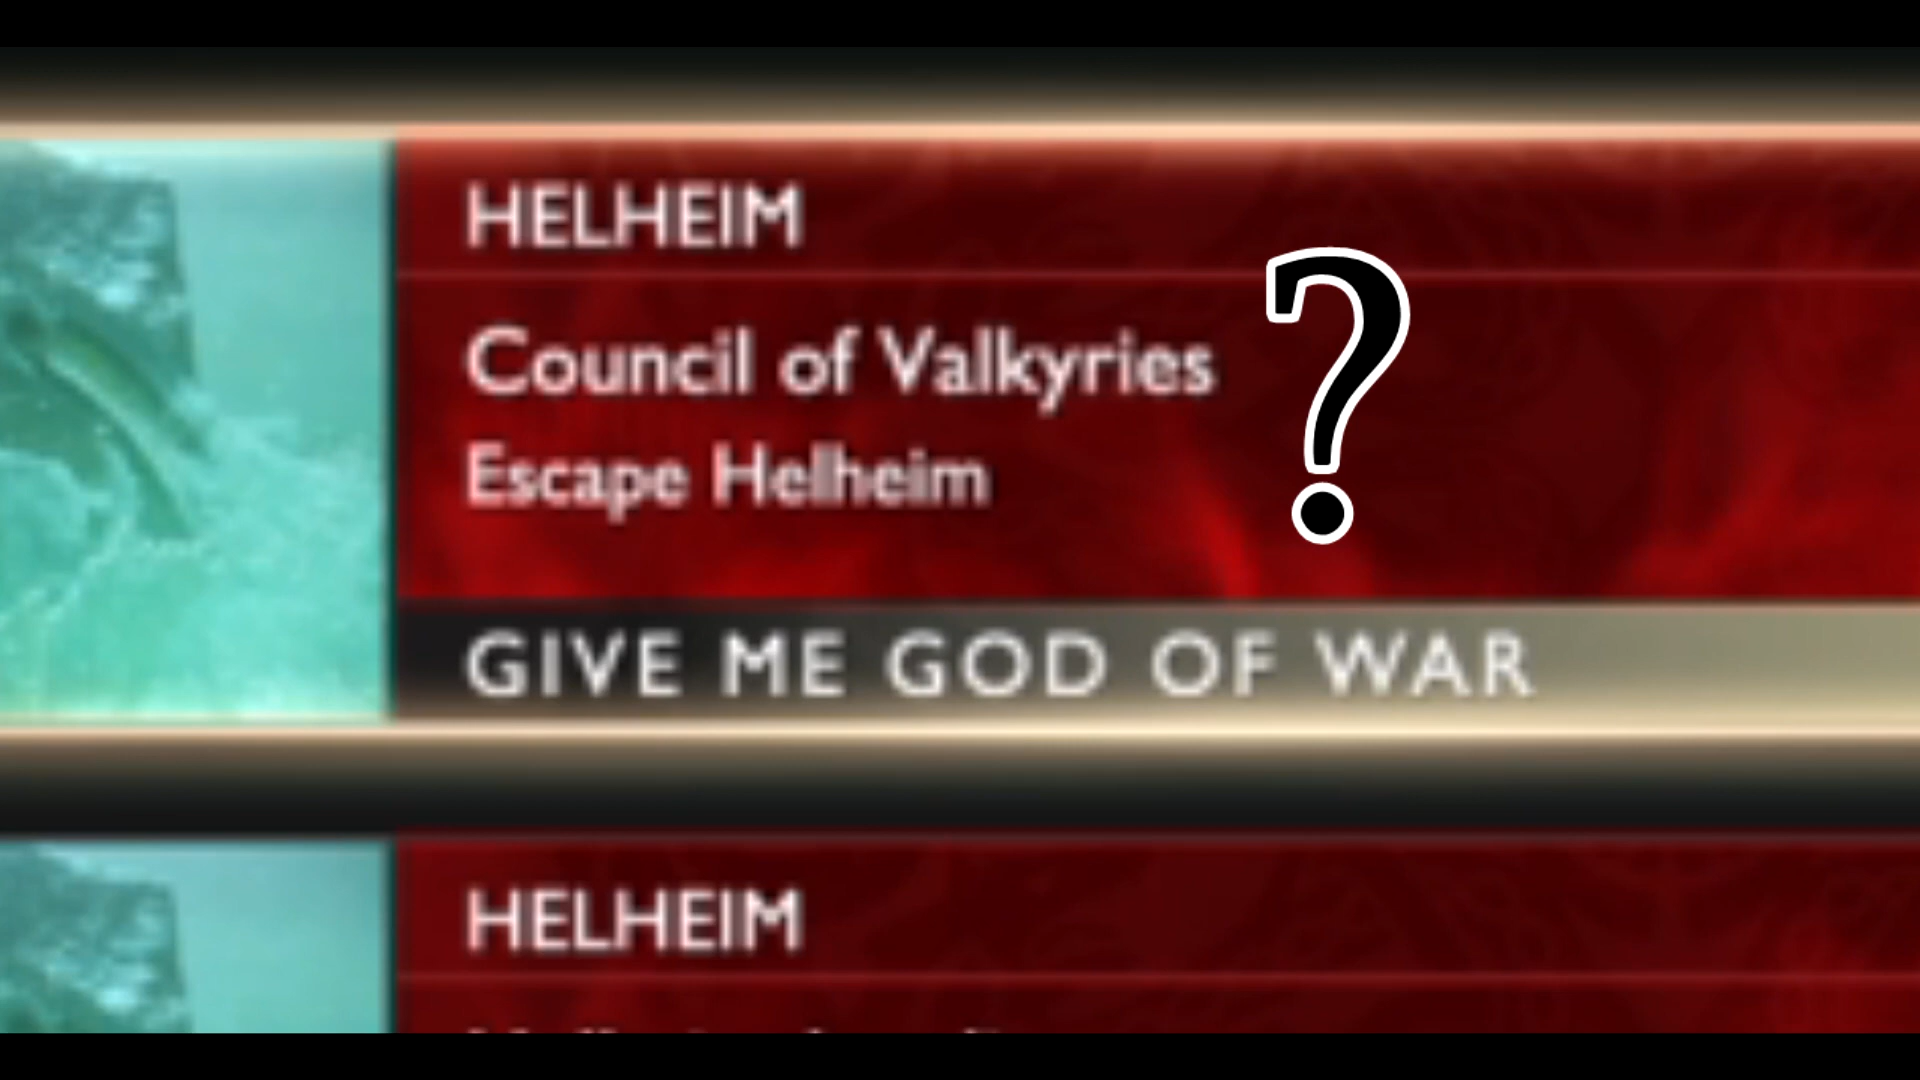 HELHEIM
Council of Valkyries
?
Escape Helheim
GIVE ME GOD OF WAR
HELHEIM